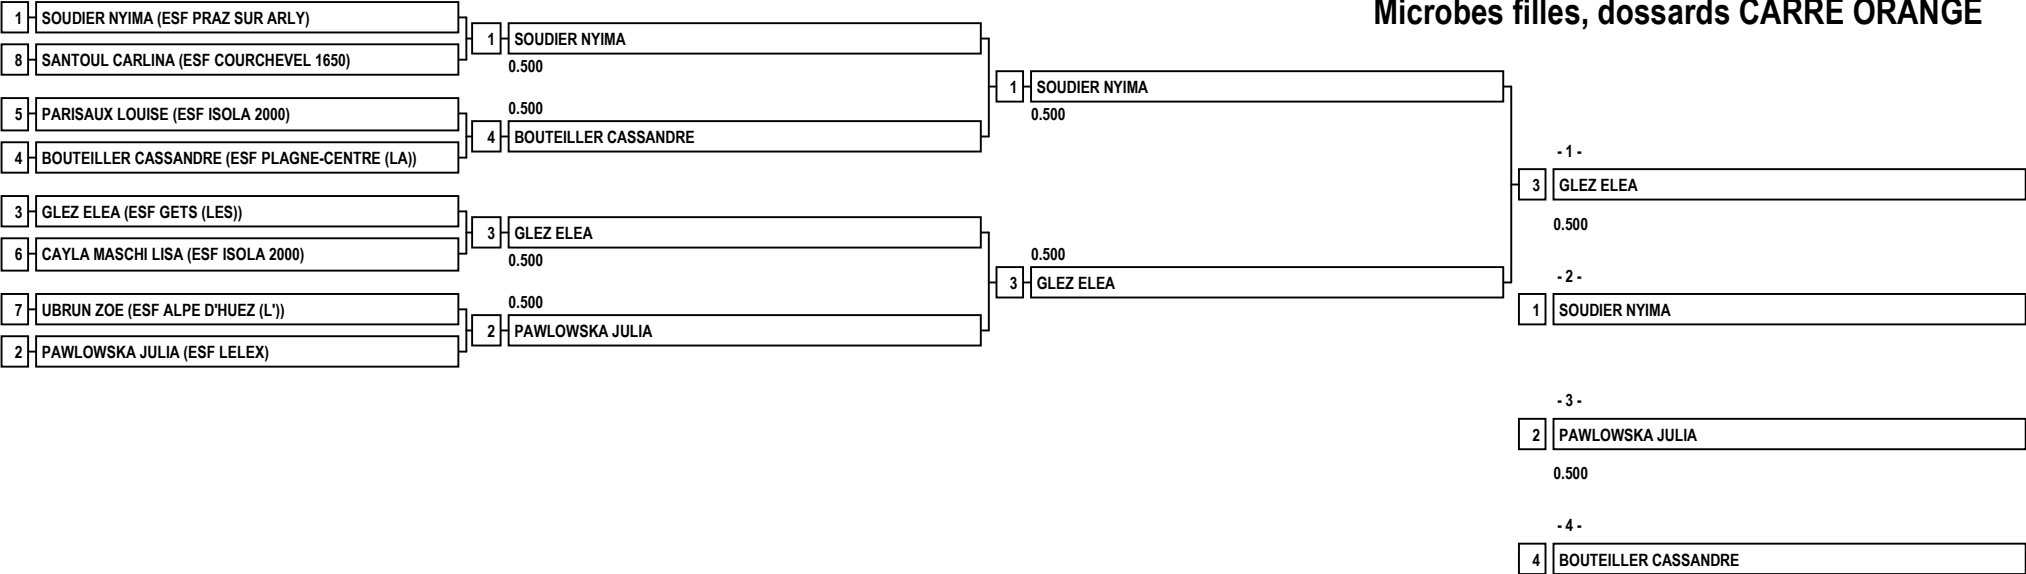 Microbes filles, dossards CARRE ORANGE
1 SOUDIER NYIMA (ESF PRAZ SUR ARLY)
8 SANTOUL CARLINA (ESF COURCHEVEL 1650)
5 PARISAUX LOUISE (ESF ISOLA 2000)
4 BOUTEILLER CASSANDRE (ESF PLAGNE-CENTRE (LA))
3 GLEZ ELEA (ESF GETS (LES))
6 CAYLA MASCHI LISA (ESF ISOLA 2000)
7 UBRUN ZOE (ESF ALPE D'HUEZ (L'))
2 PAWLOWSKA JULIA (ESF LELEX)
1 SOUDIER NYIMA
0.500
0.500
4 BOUTEILLER CASSANDRE
3 GLEZ ELEA
0.500
0.500
2 PAWLOWSKA JULIA
1 SOUDIER NYIMA
0.500
0.500
3 GLEZ ELEA
- 1 -
3 GLEZ ELEA
0.500
- 2 -
1 SOUDIER NYIMA
- 3 -
2 PAWLOWSKA JULIA
0.500
- 4 -
4 BOUTEILLER CASSANDRE